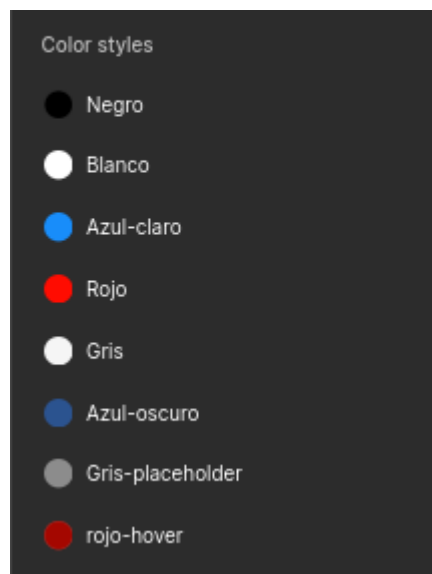 Color styles
Negro
Blanco
Azul-claro
Rojo
Gris
Azul-oscuro
Gris-placeholder
rojo-hover